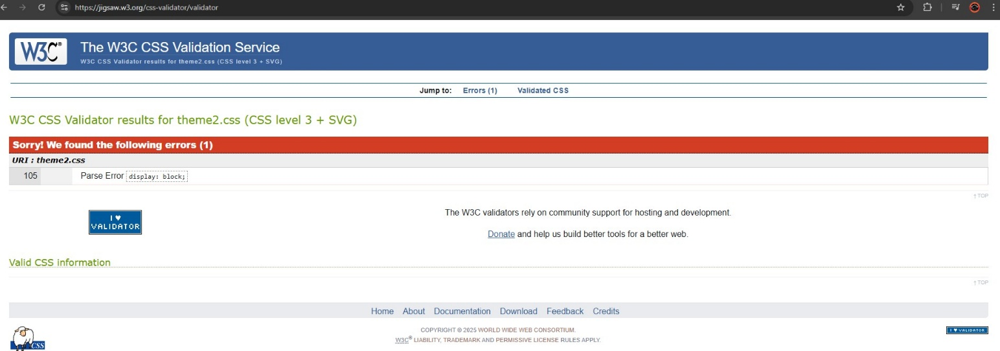 https://jigsaw.w3.org/css-validator/validator
W3C® The W3C CSS Validation Service
W3C CSS Validator results for theme2.css (CSS level 3 + SVG)
Jump to: Errors (1) Validated CSS
W3C CSS Validator results for theme2.css (CSS level 3 + SVG)
Sorry! We found the following errors (1)
URI : theme2.css
105 Parse Error display: block;
↑ TOP
I ♥
VALIDATOR
The W3C validators rely on community support for hosting and development.
Donate and help us build better tools for a better web.
Valid CSS information
↑ TOP
Home About Documentation Download Feedback Credits
CSS
COPYRIGHT © 2025 WORLD WIDE WEB CONSORTIUM.
W3C® LIABILITY, TRADEMARK AND PERMISSIVE LICENSE RULES APPLY.
I ♥ VALIDATOR